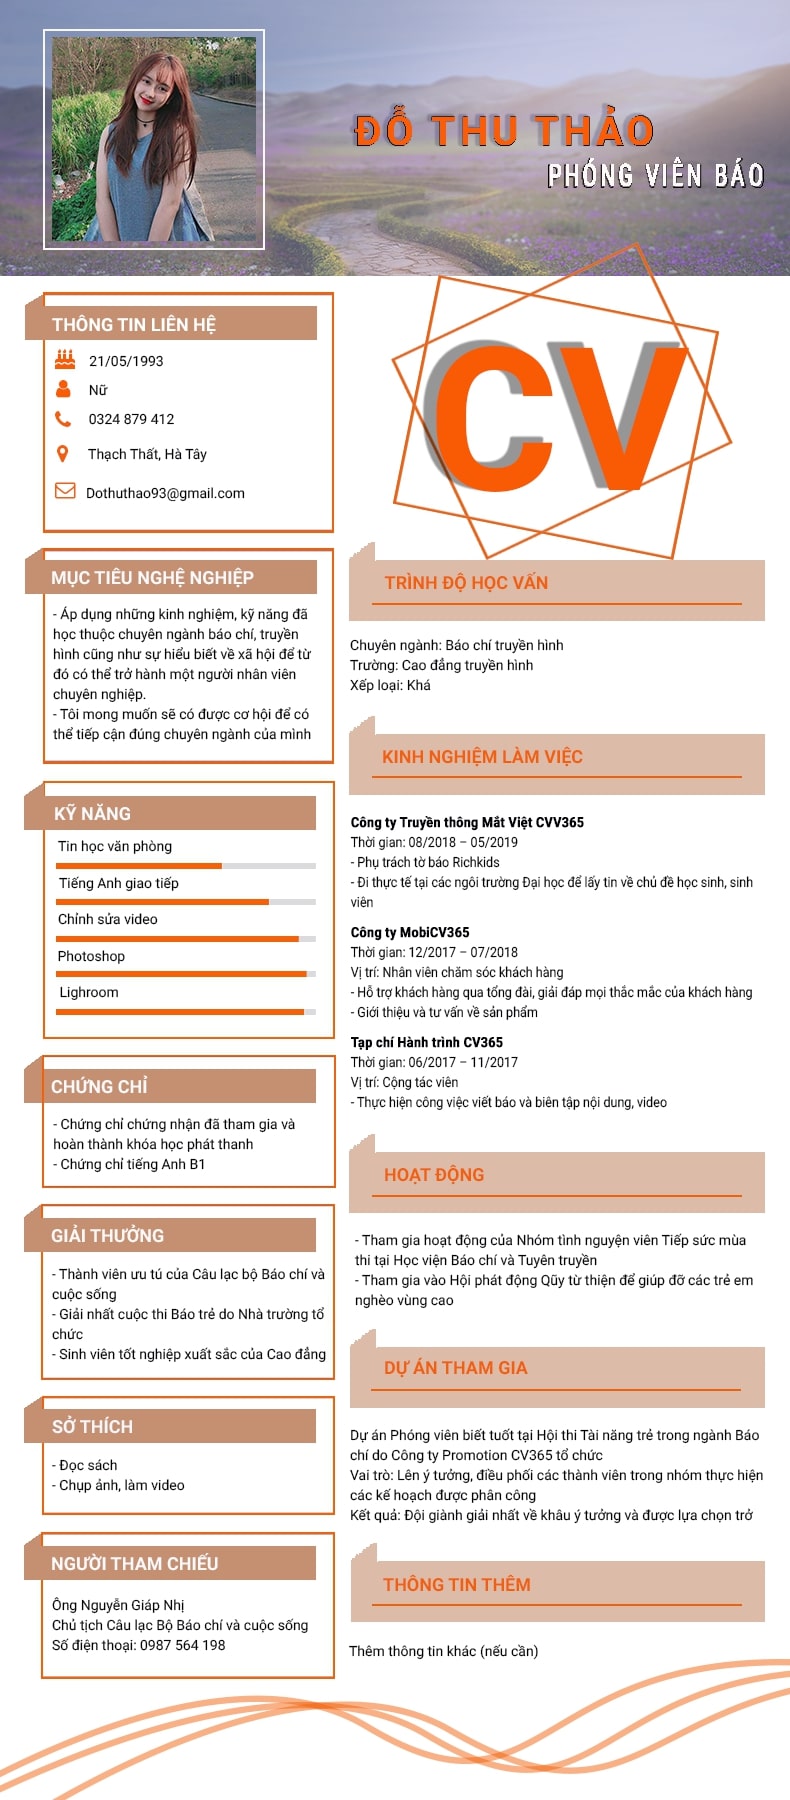 ĐỖ THU THẢO
PHÓNG VIÊN BÁO
CV
THÔNG TIN LIÊN HỆ
21/05/1993
Nữ
0324 879 412
Thạch Thất, Hà Tây
Dothuthao93@gmail.com
MỤC TIÊU NGHỆ NGHIỆP
- Áp dụng những kinh nghiệm, kỹ năng đã
học thuộc chuyên ngành báo chí, truyền
hình cũng như sự hiểu biết về xã hội để từ
đó có thể trở hành một người nhân viên
chuyên nghiệp.
- Tôi mong muốn sẽ có được cơ hội để có
thể tiếp cận đúng chuyên ngành của mình
KỸ NĂNG
Tin học văn phòng
Tiếng Anh giao tiếp
Chỉnh sửa video
Photoshop
Lighroom
CHỨNG CHỈ
- Chứng chỉ chứng nhận đã tham gia và
hoàn thành khóa học phát thanh
- Chứng chỉ tiếng Anh B1
GIẢI THƯỞNG
- Thành viên ưu tú của Câu lạc bộ Báo chí và
cuộc sống
- Giải nhất cuộc thi Báo trẻ do Nhà trường tổ
chức
- Sinh viên tốt nghiệp xuất sắc của Cao đẳng
SỞ THÍCH
- Đọc sách
- Chụp ảnh, làm video
NGƯỜI THAM CHIẾU
Ông Nguyễn Giáp Nhị
Chủ tịch Câu lạc Bộ Báo chí và cuộc sống
Số điện thoại: 0987 564 198
TRÌNH ĐỘ HỌC VẤN
Chuyên ngành: Báo chí truyền hình
Trường: Cao đẳng truyền hình
Xếp loại: Khá
KINH NGHIỆM LÀM VIỆC
Công ty Truyền thông Mắt Việt CVV365
Thời gian: 08/2018 – 05/2019
- Phụ trách tờ báo Richkids
- Đi thực tế tại các ngôi trường Đại học để lấy tin về chủ đề học sinh, sinh
viên
Công ty MobiCV365
Thời gian: 12/2017 – 07/2018
Vị trí: Nhân viên chăm sóc khách hàng
- Hỗ trợ khách hàng qua tổng đài, giải đáp mọi thắc mắc của khách hàng
- Giới thiệu và tư vấn về sản phẩm
Tạp chí Hành trình CV365
Thời gian: 06/2017 – 11/2017
Vị trí: Cộng tác viên
- Thực hiện công việc viết báo và biên tập nội dung, video
HOẠT ĐỘNG
- Tham gia hoạt động của Nhóm tình nguyện viên Tiếp sức mùa
thi tại Học viện Báo chí và Tuyên truyền
- Tham gia vào Hội phát động Qũy từ thiện để giúp đỡ các trẻ em
nghèo vùng cao
DỰ ÁN THAM GIA
Dự án Phóng viên biết tuốt tại Hội thi Tài năng trẻ trong ngành Báo
chí do Công ty Promotion CV365 tổ chức
Vai trò: Lên ý tưởng, điều phối các thành viên trong nhóm thực hiện
các kế hoạch được phân công
Kết quả: Đội giành giải nhất về khâu ý tưởng và được lựa chọn trở
THÔNG TIN THÊM
Thêm thông tin khác (nếu cần)